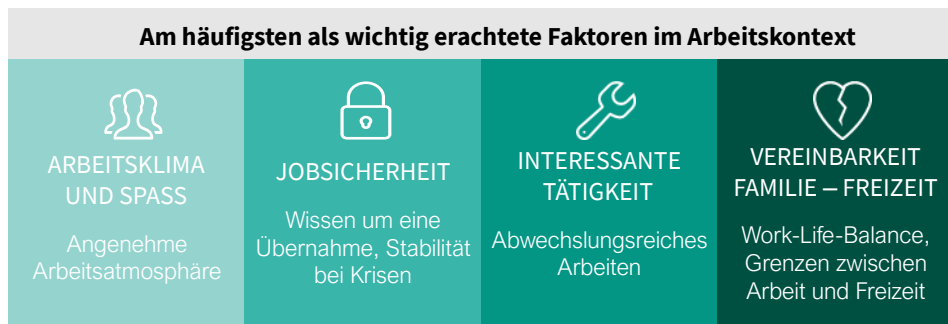 Am häufigsten als wichtig erachtete Faktoren im Arbeitskontext
ARBEITSKLIMA
UND SPASS
Angenehme
Arbeitsatmosphäre
JOBSICHERHEIT
Wissen um eine
Übernahme, Stabilität
bei Krisen
INTERESSANTE
TÄTIGKEIT
Abwechslungsreiches
Arbeiten
VEREINBARKEIT
FAMILIE – FREIZEIT
Work-Life-Balance,
Grenzen zwischen
Arbeit und Freizeit